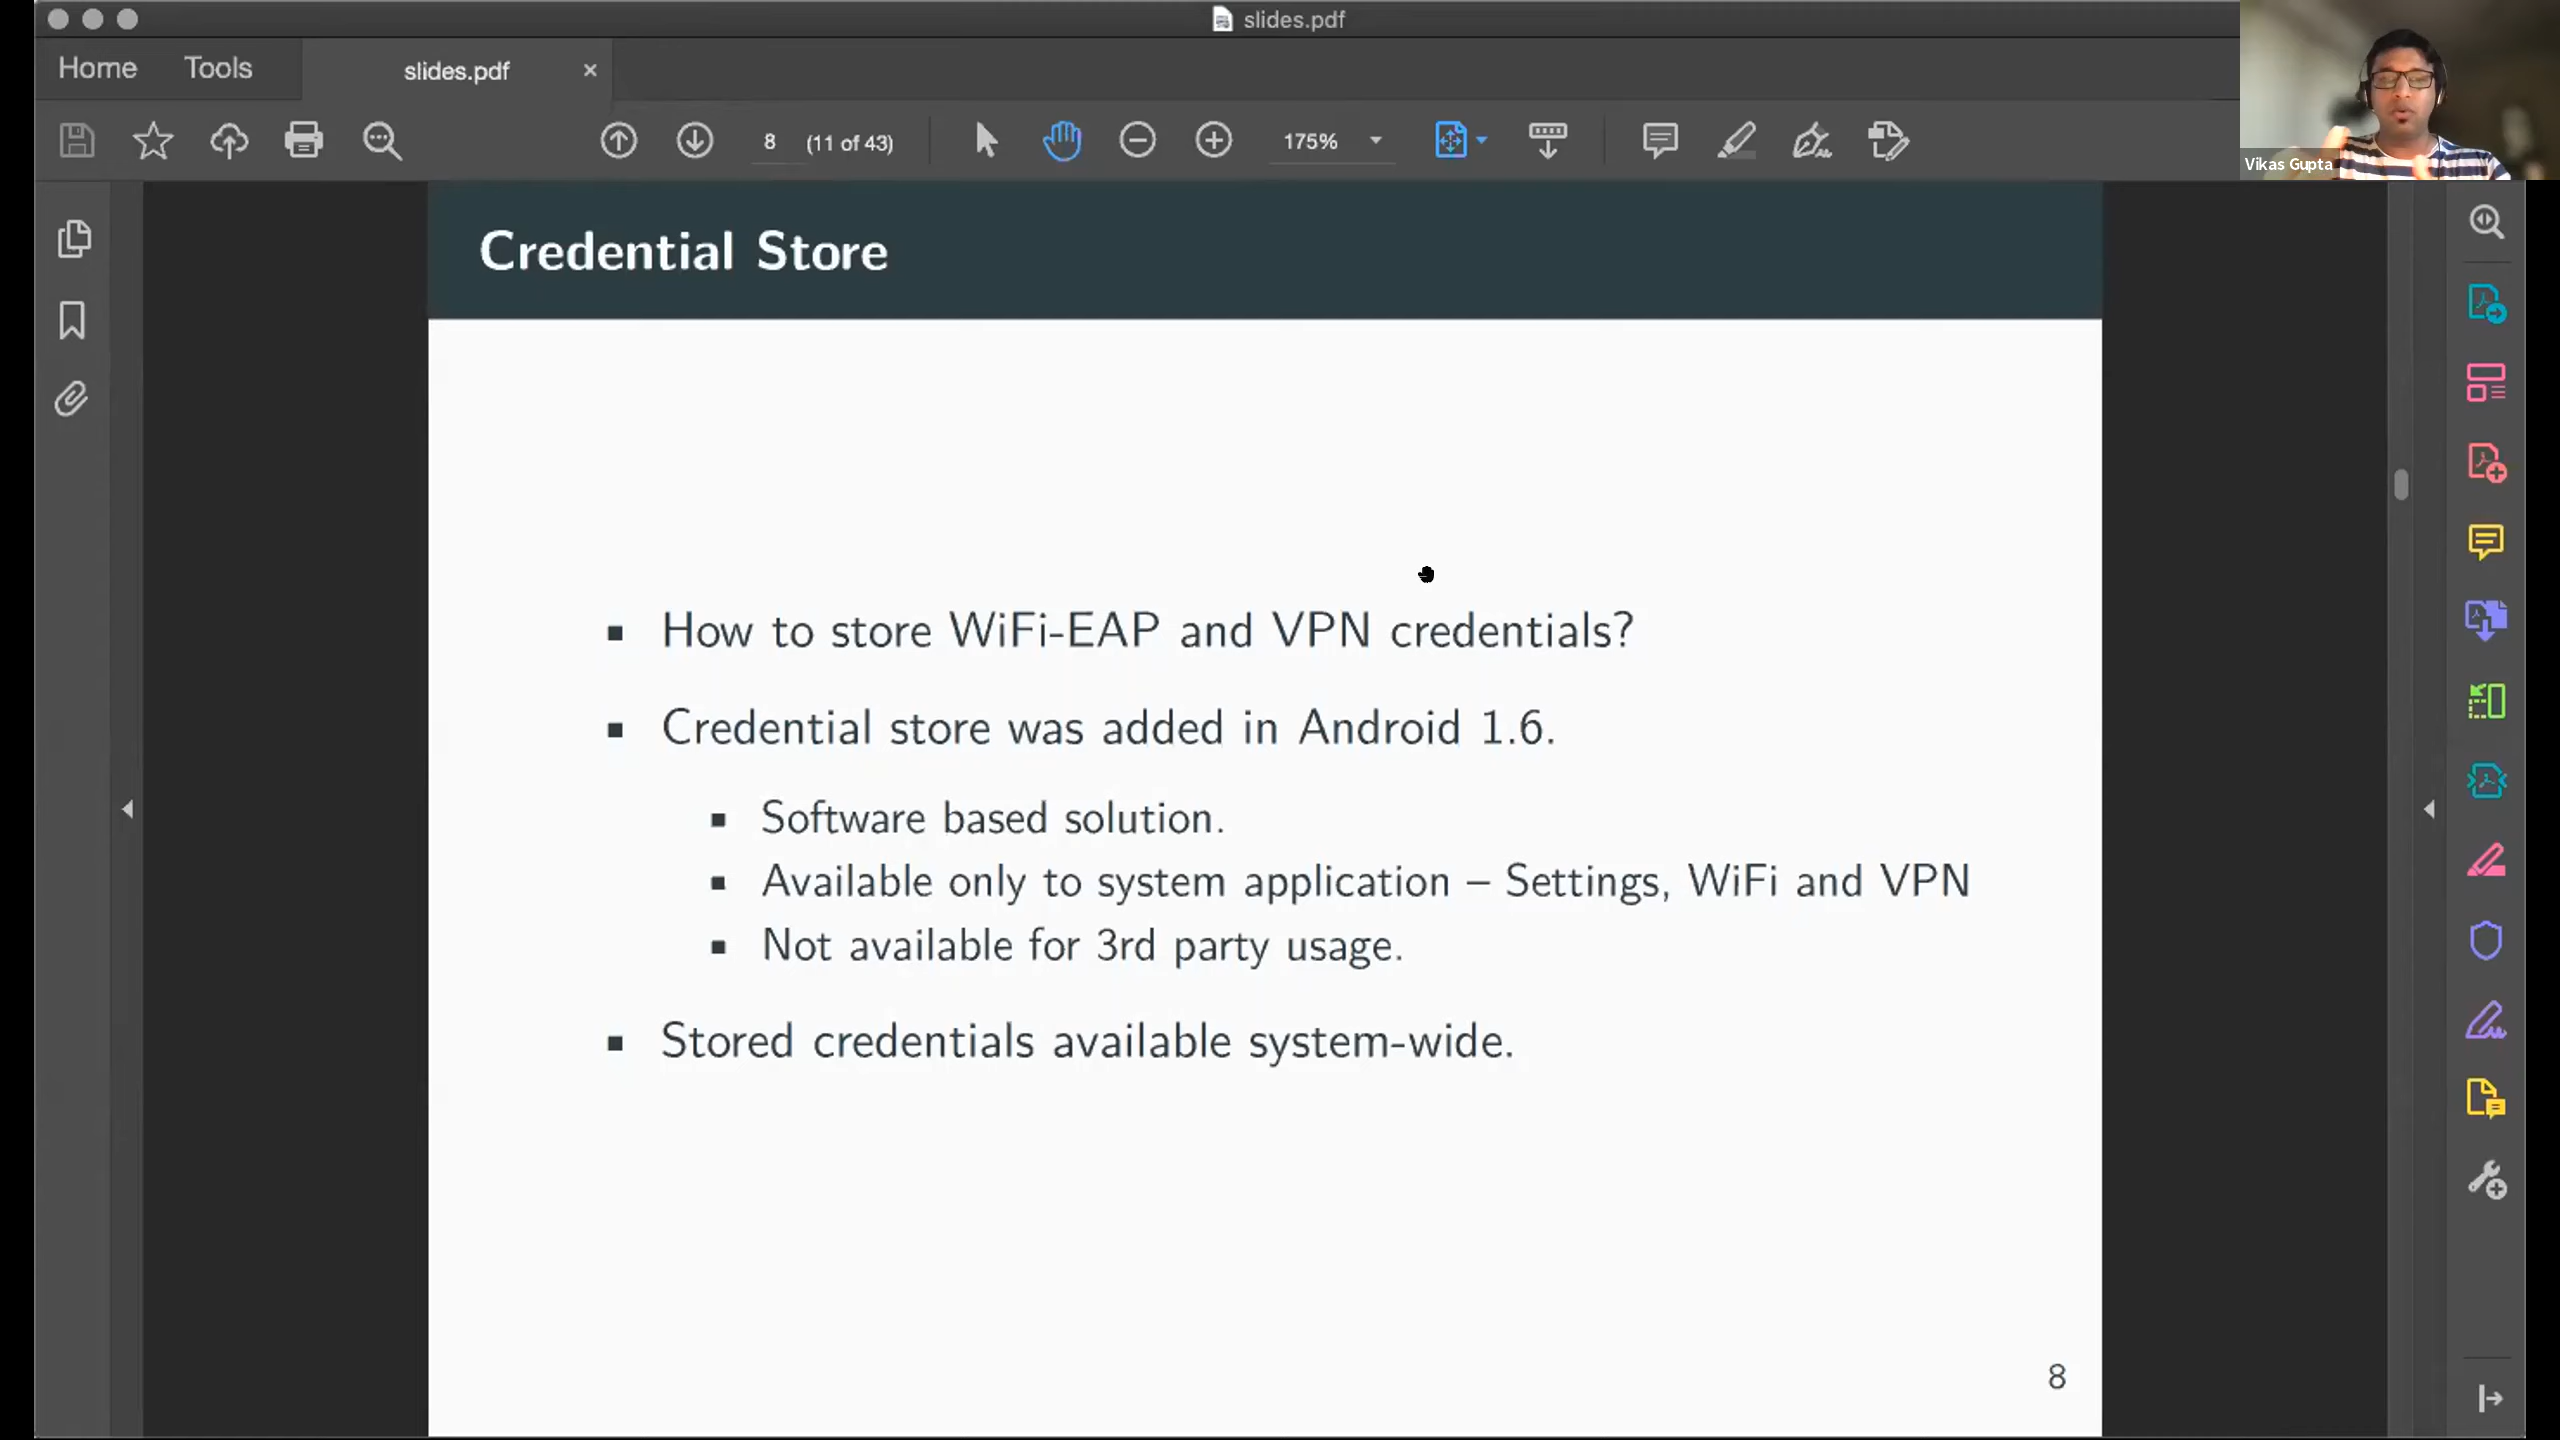 slides.pdf
Home
Tools
slides.pdf
8 (11 of 43)
175%
Vikas Gupta
Credential Store
How to store WiFi-EAP and VPN credentials?
Credential store was added in Android 1.6.
Software based solution.
Available only to system application – Settings, WiFi and VPN
Not available for 3rd party usage.
Stored credentials available system-wide.
8